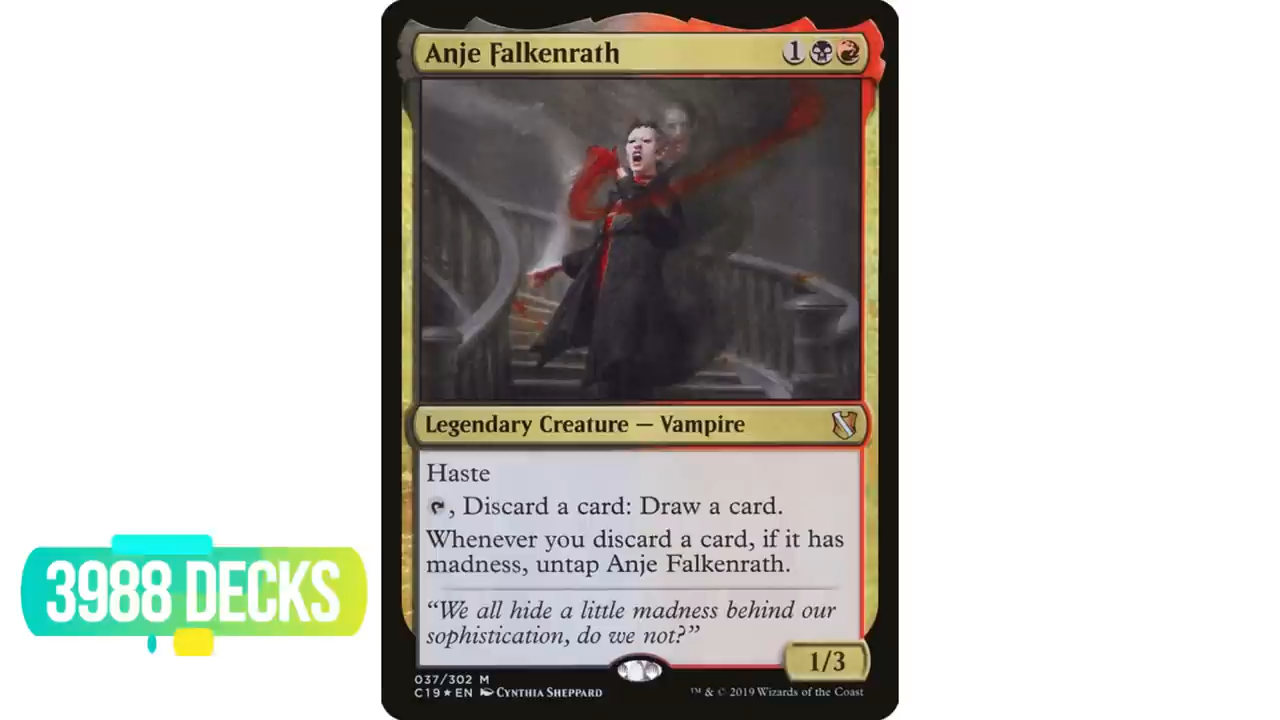 Anje Falkenrath
1
Legendary Creature — Vampire
Haste
, Discard a card: Draw a card.
Whenever you discard a card, if it has
madness, untap Anje Falkenrath.
“We all hide a little madness behind our
sophistication, do we not?”
1/3
037/302 M
C19★EN Cynthia Sheppard
™ & © 2019 Wizards of the Coast
3988 DECKS